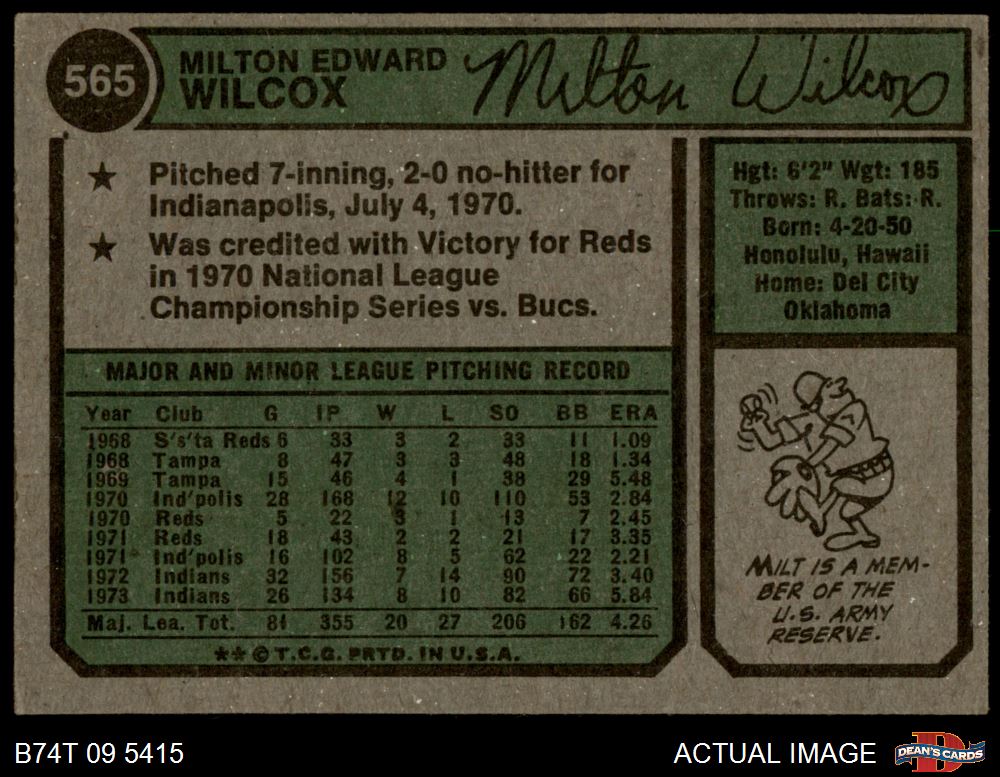 565
MILTON EDWARD
WILCOX
Milton Wilcox
★ Pitched 7-inning, 2-0 no-hitter for
Indianapolis, July 4, 1970.
★ Was credited with Victory for Reds
in 1970 National League
Championship Series vs. Bucs.
Hgt: 6'2" Wgt: 185
Throws: R. Bats: R.
Born: 4-20-50
Honolulu, Hawaii
Home: Del City
Oklahoma
MAJOR AND MINOR LEAGUE PITCHING RECORD
Year Club G IP W L SO BB ERA
1968 S's'ta Reds 6 33 3 2 33 11 1.09
1968 Tampa 8 47 3 3 48 18 1.34
1969 Tampa 15 46 4 1 38 29 5.48
1970 Ind'polis 28 168 12 10 110 53 2.84
1970 Reds 5 22 3 1 13 7 2.45
1971 Reds 18 43 2 2 21 17 3.35
1971 Ind'polis 16 102 8 5 62 22 2.21
1972 Indians 32 156 7 14 90 72 3.40
1973 Indians 26 134 8 10 82 66 5.84
Maj. Lea. Tot. 81 355 20 27 206 162 4.26
** © T.C.G. PRTD. IN U.S.A.
MILT IS A MEM-
BER OF THE
U.S. ARMY
RESERVE.
B74T 09 5415
ACTUAL IMAGE
DEAN'S CARDS